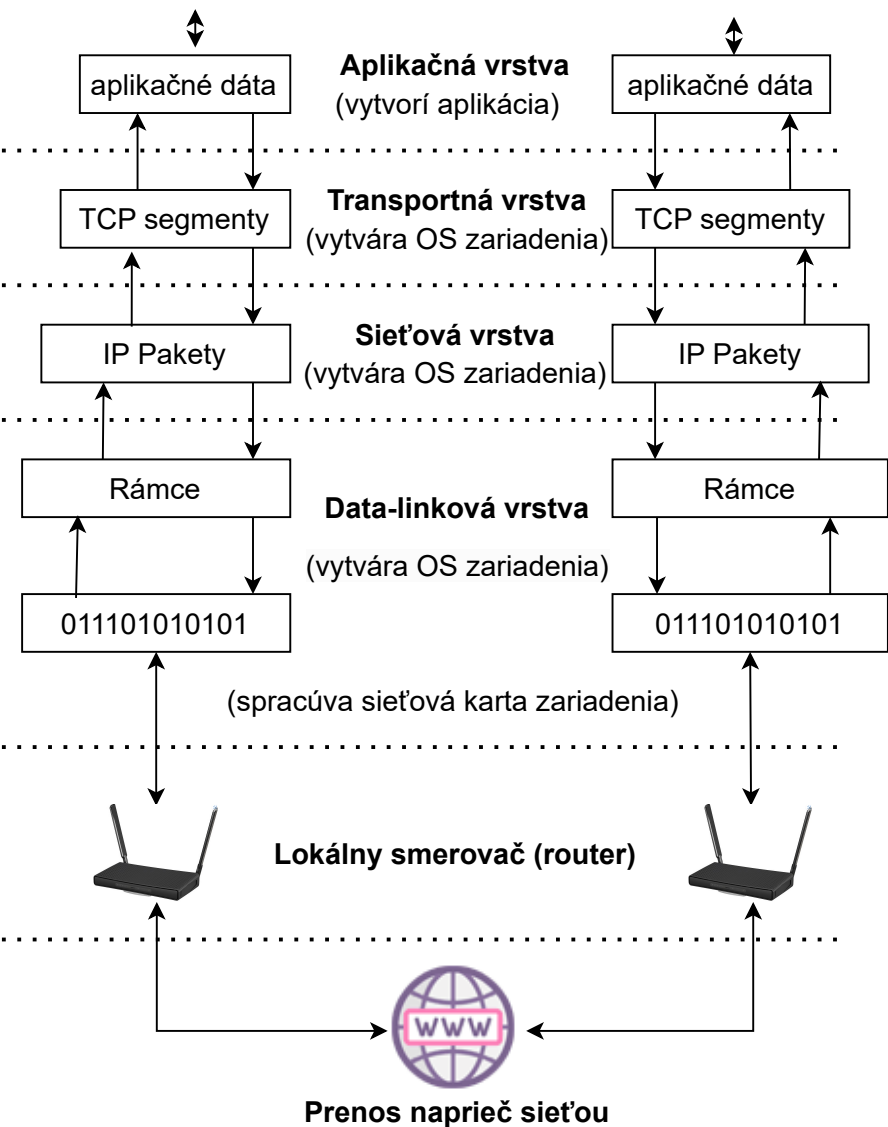 aplikačné dáta
Aplikačná vrstva
(vytvorí aplikácia)
aplikačné dáta
TCP segmenty
Transportná vrstva
(vytvára OS zariadenia)
TCP segmenty
IP Pakety
Sieťová vrstva
(vytvára OS zariadenia)
IP Pakety
Rámce
Data-linková vrstva
(vytvára OS zariadenia)
Rámce
011101010101
011101010101
(spracúva sieťová karta zariadenia)
Lokálny smerovač (router)
WWW
Prenos naprieč sieťou